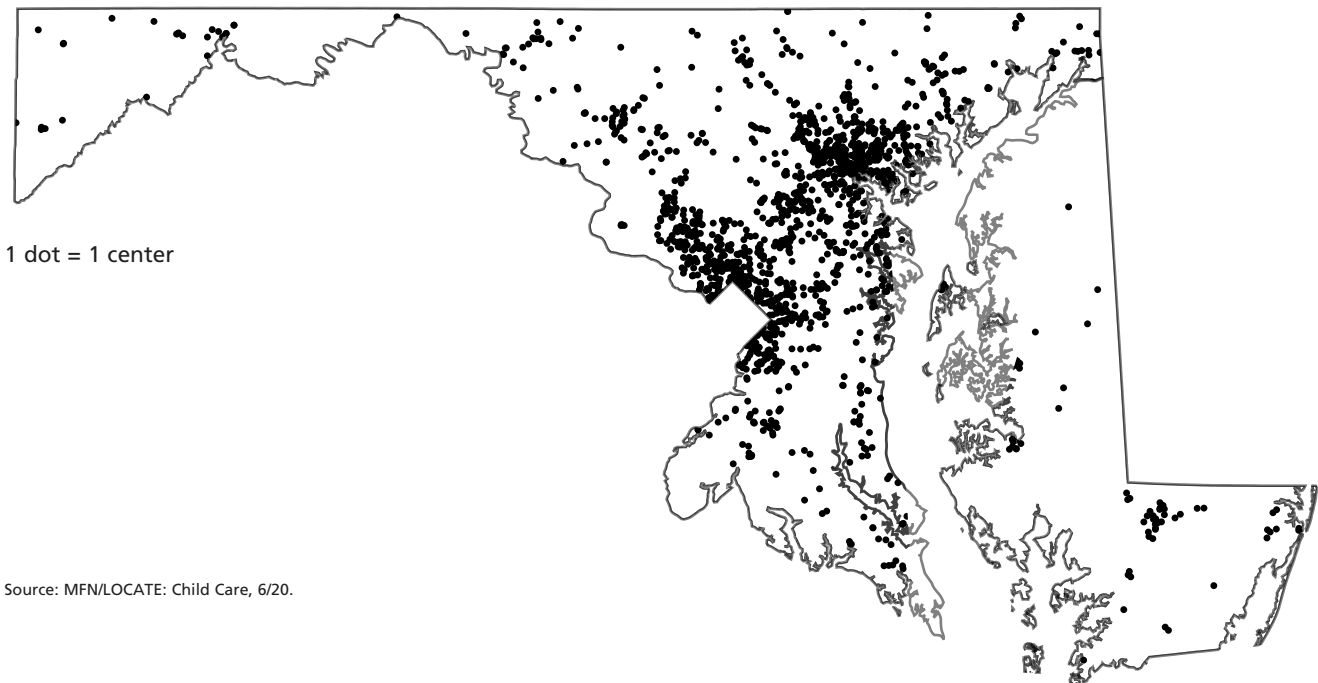 1 dot = 1 center
Source: MFN/LOCATE: Child Care, 6/20.